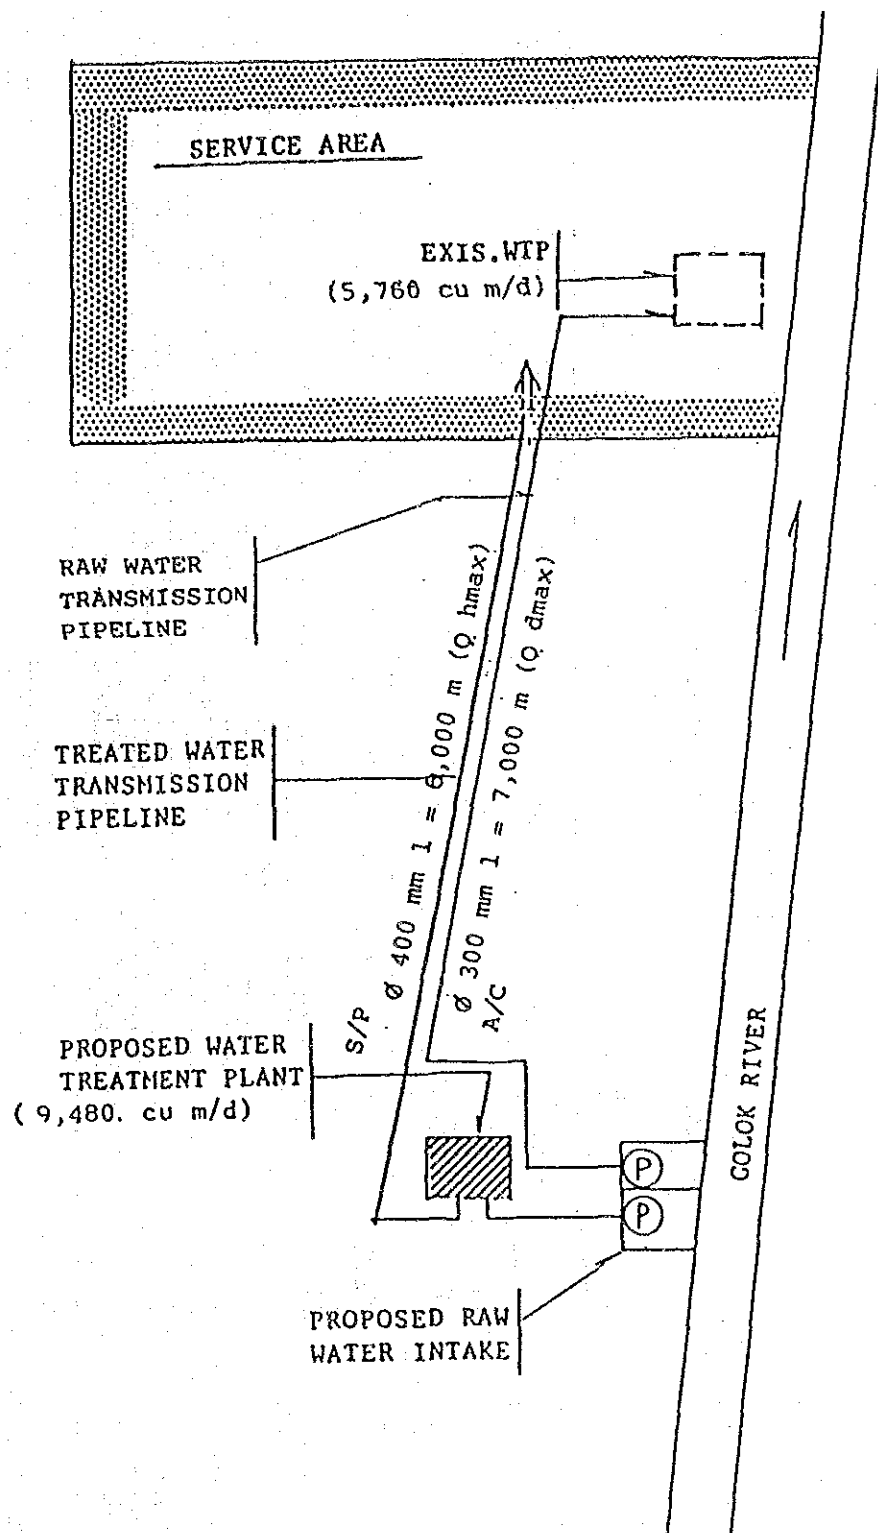 SERVICE AREA
EXIS.WTP
(5,760 cu m/d)
RAW WATER
TRANSMISSION
PIPELINE
TREATED WATER
TRANSMISSION
PIPELINE
S/P Ø 400 mm l = 6,000 m (Q hmax)
Ø 300 mm l = 7,000 m (Q dmax)
A/C
PROPOSED WATER
TREATMENT PLANT
( 9,480. cu m/d)
P
P
GOLOK RIVER
PROPOSED RAW
WATER INTAKE